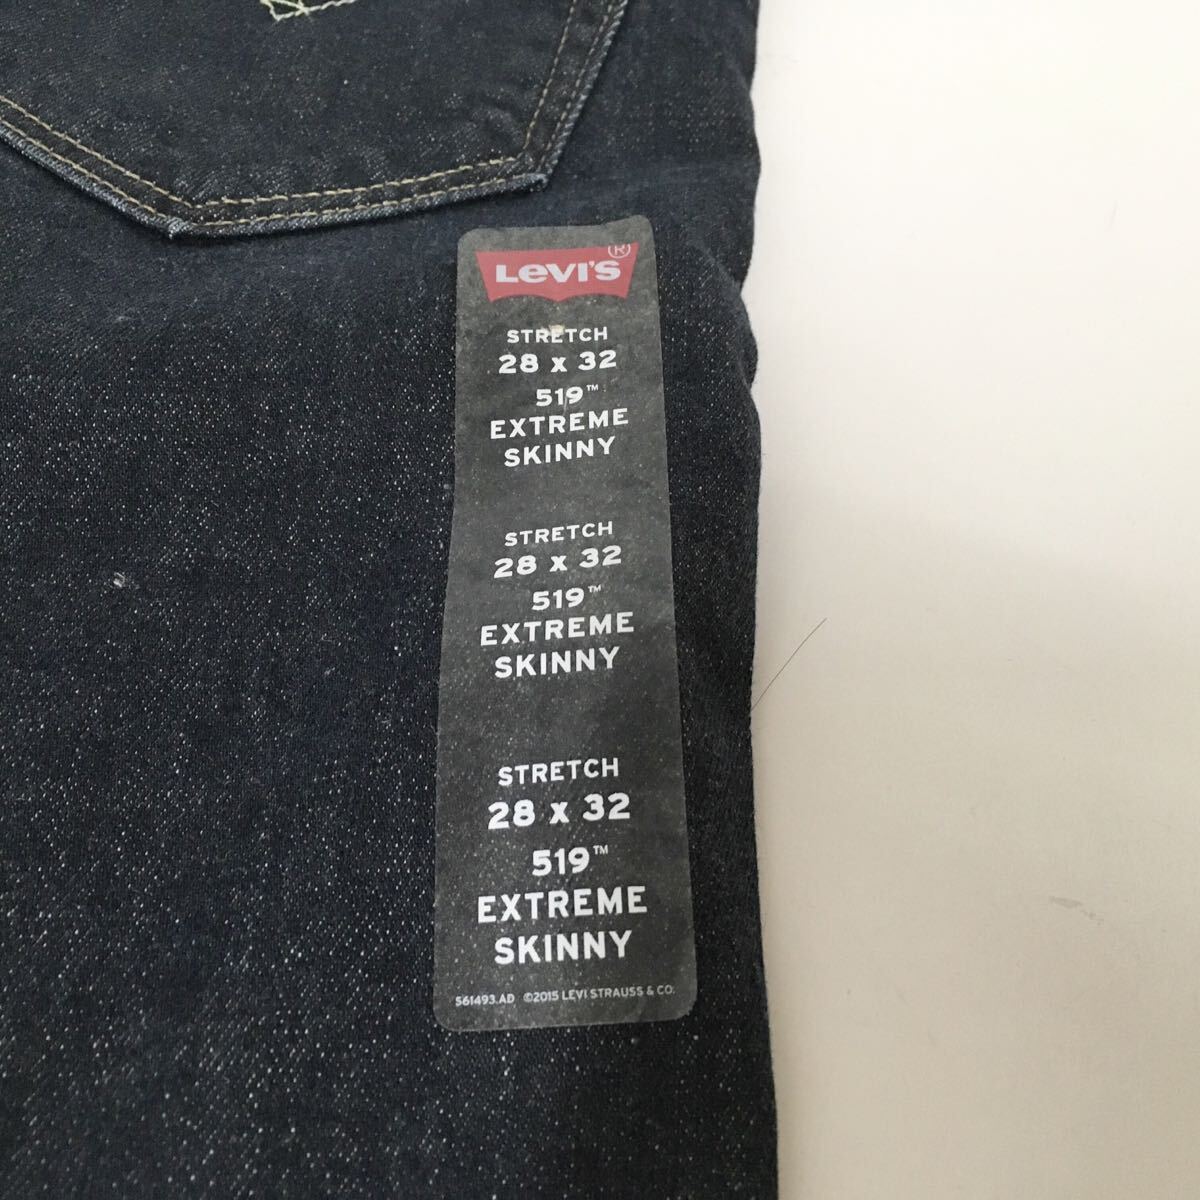 Levi's®
STRETCH
28 x 32
519™
EXTREME
SKINNY
STRETCH
28 x 32
519™
EXTREME
SKINNY
STRETCH
28 x 32
519™
EXTREME
SKINNY
S61493.AD ©2015 LEVI STRAUSS & CO.